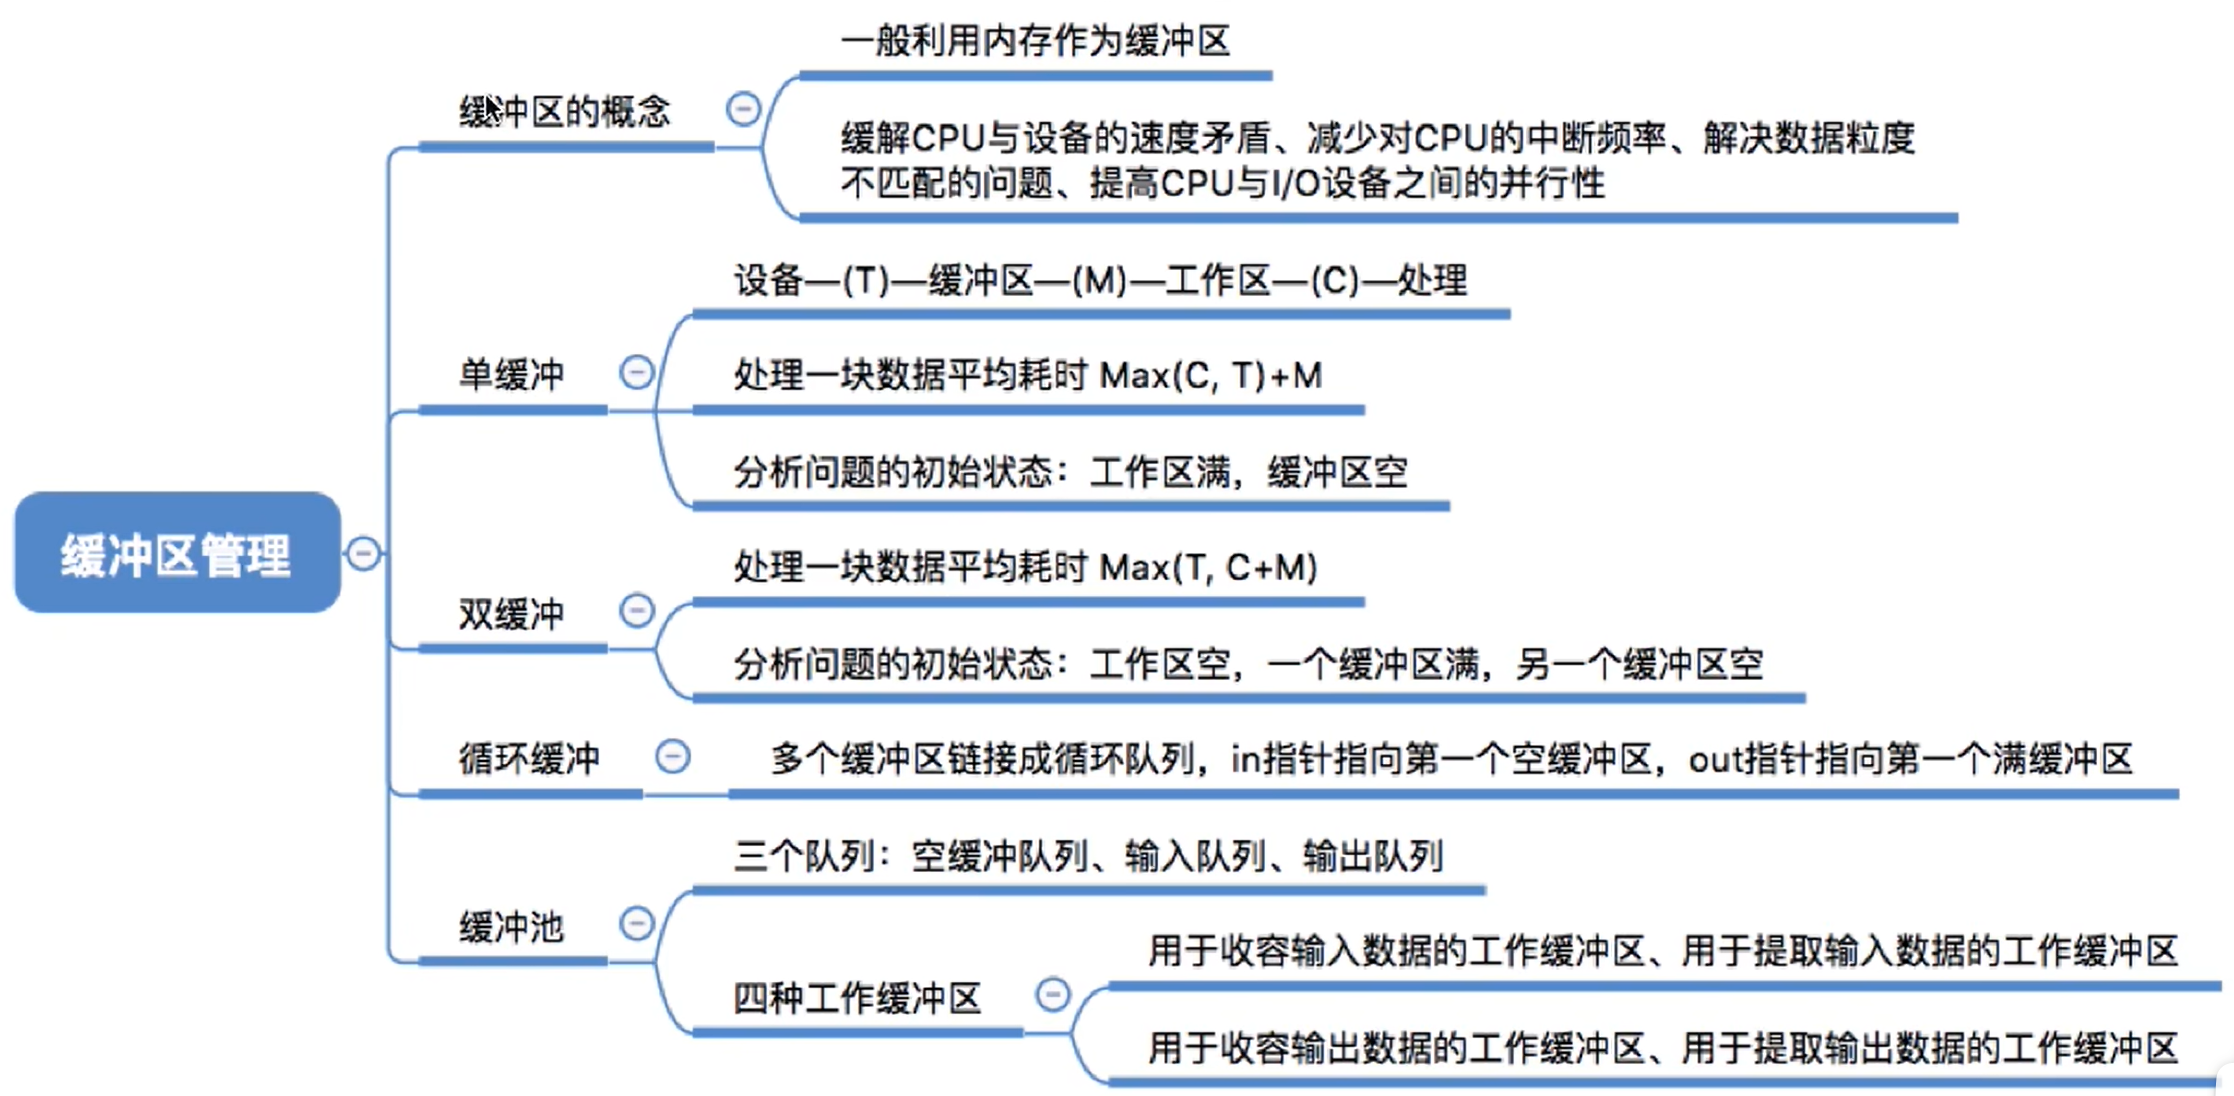 一般利用内存作为缓冲区
缓冲区的概念
缓解CPU与设备的速度矛盾、减少对CPU的中断频率、解决数据粒度
不匹配的问题、提高CPU与I/O设备之间的并行性
设备—(T)—缓冲区—(M)—工作区—(C)—处理
单缓冲
处理一块数据平均耗时 Max(C, T)+M
分析问题的初始状态：工作区满，缓冲区空
缓冲区管理
处理一块数据平均耗时 Max(T, C+M)
双缓冲
分析问题的初始状态：工作区空，一个缓冲区满，另一个缓冲区空
循环缓冲
多个缓冲区链接成循环队列，in指针指向第一个空缓冲区，out指针指向第一个满缓冲区
三个队列：空缓冲队列、输入队列、输出队列
缓冲池
四种工作缓冲区
用于收容输入数据的工作缓冲区、用于提取输入数据的工作缓冲区
用于收容输出数据的工作缓冲区、用于提取输出数据的工作缓冲区